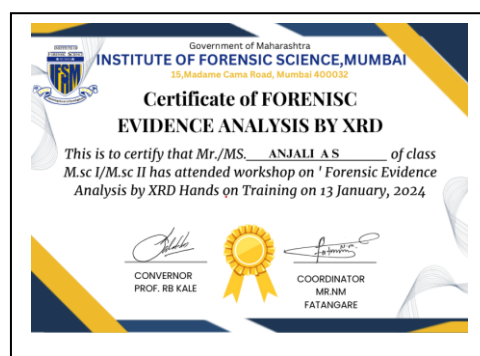 Government of Maharashtra
INSTITUTE OF FORENSIC SCIENCE,MUMBAI
15,Madame Cama Road, Mumbai 400032
IFSM
Certificate of FORENISC
EVIDENCE ANALYSIS BY XRD
This is to certify that Mr./MS. ANJALI A S of class
M.sc I/M.sc II has attended workshop on ' Forensic Evidence
Analysis by XRD Hands on Training on 13 January, 2024
CONVERNOR
PROF. RB KALE
COORDINATOR
MR.NM
FATANGARE